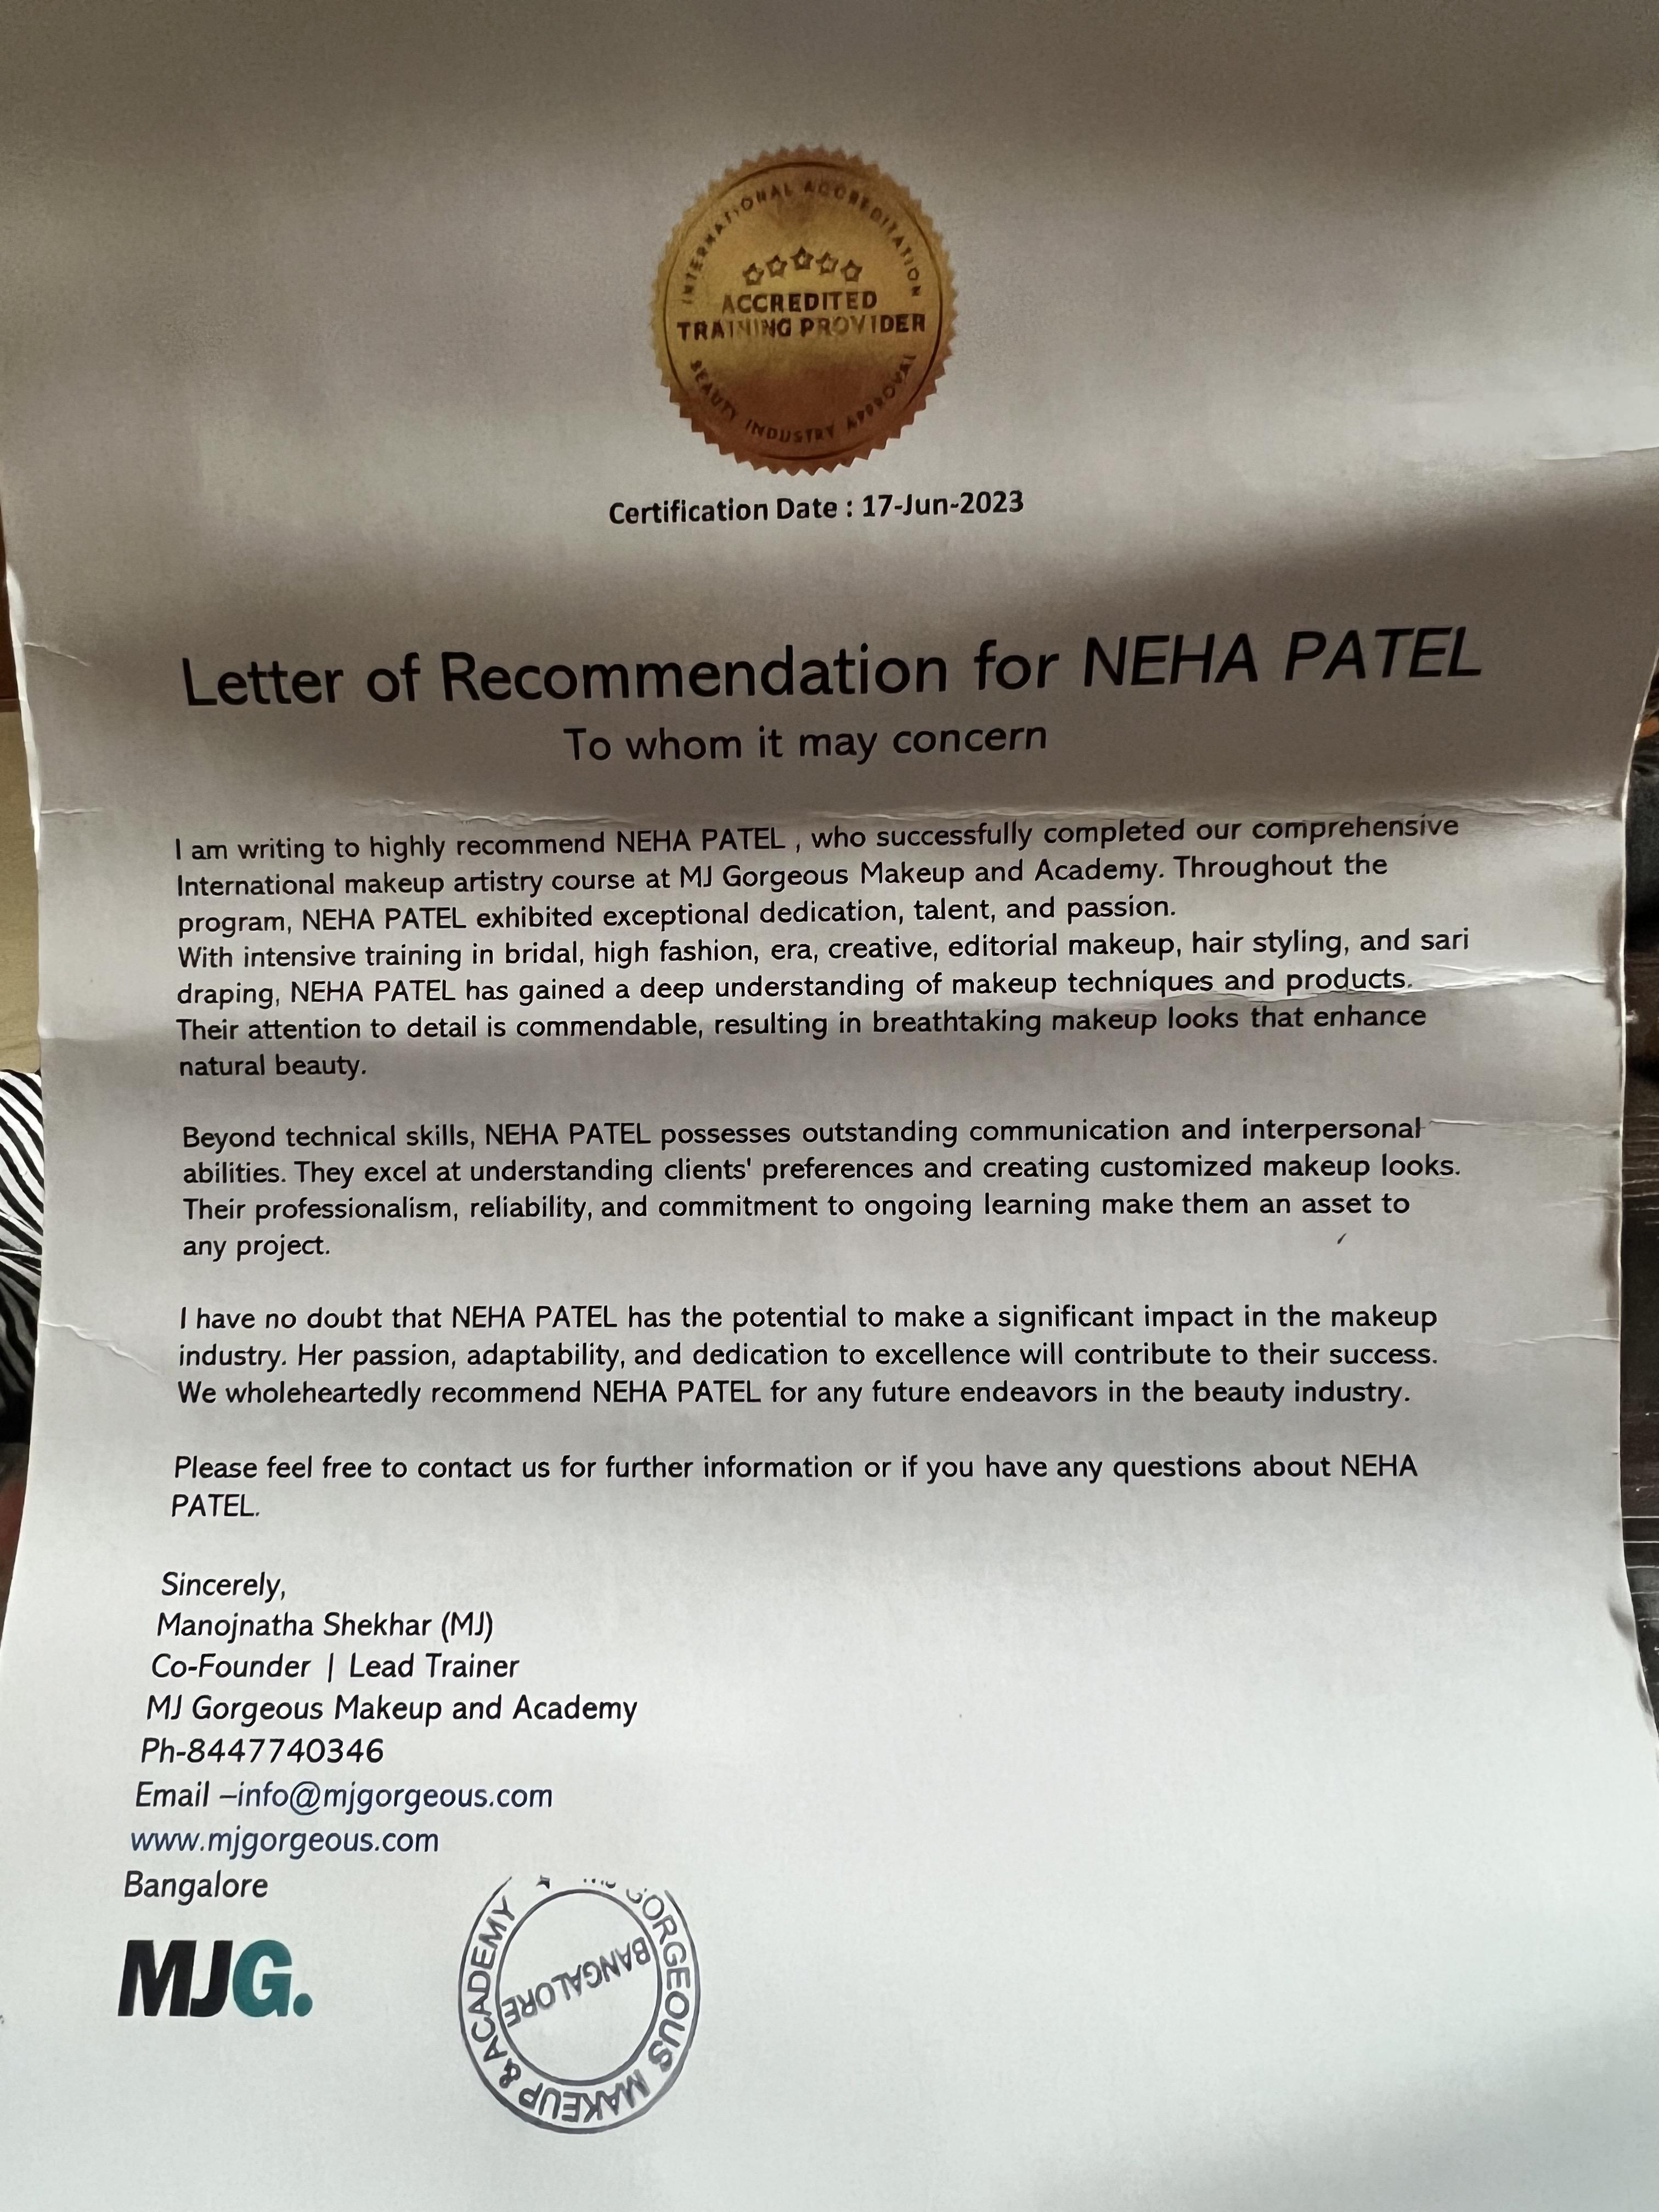 INTERNATIONAL ACCREDITATION
ACCREDITED
TRAINING PROVIDER
BEAUTY INDUSTRY APPROVAL
Certification Date : 17-Jun-2023
Letter of Recommendation for NEHA PATEL
To whom it may concern
I am writing to highly recommend NEHA PATEL , who successfully completed our comprehensive
International makeup artistry course at MJ Gorgeous Makeup and Academy. Throughout the
program, NEHA PATEL exhibited exceptional dedication, talent, and passion.
With intensive training in bridal, high fashion, era, creative, editorial makeup, hair styling, and sari
draping, NEHA PATEL has gained a deep understanding of makeup techniques and products.
Their attention to detail is commendable, resulting in breathtaking makeup looks that enhance
natural beauty.
Beyond technical skills, NEHA PATEL possesses outstanding communication and interpersonal
abilities. They excel at understanding clients' preferences and creating customized makeup looks.
Their professionalism, reliability, and commitment to ongoing learning make them an asset to
any project.
I have no doubt that NEHA PATEL has the potential to make a significant impact in the makeup
industry. Her passion, adaptability, and dedication to excellence will contribute to their success.
We wholeheartedly recommend NEHA PATEL for any future endeavors in the beauty industry.
Please feel free to contact us for further information or if you have any questions about NEHA
PATEL.
Sincerely,
Manojnatha Shekhar (MJ)
Co-Founder | Lead Trainer
MJ Gorgeous Makeup and Academy
Ph-8447740346
Email –info@mjgorgeous.com
www.mjgorgeous.com
Bangalore
MJG.
GORGEOUS MAKEUP & ACADEMY
BANGALORE